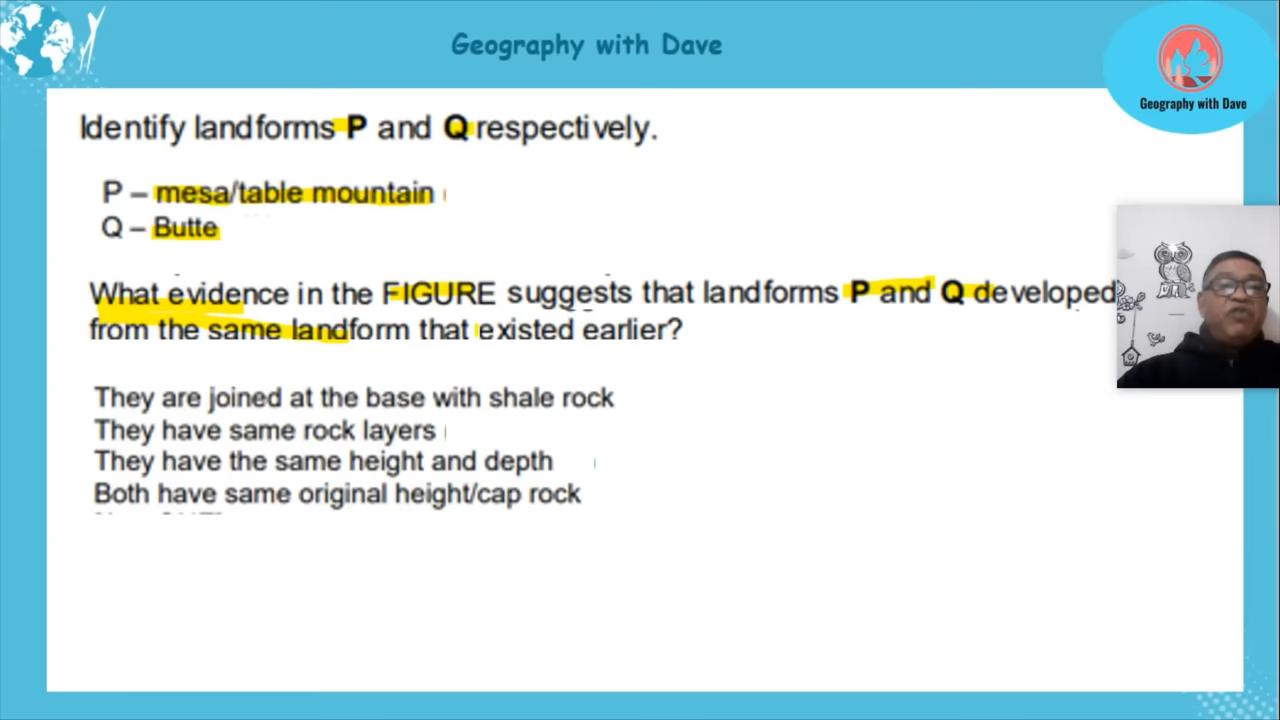 Geography with Dave
Geography with Dave
Identify landforms P and Q respectively.
P – mesa/table mountain
Q – Butte
What evidence in the FIGURE suggests that landforms P and Q developed
from the same landform that existed earlier?
They are joined at the base with shale rock
They have same rock layers
They have the same height and depth
Both have same original height/cap rock